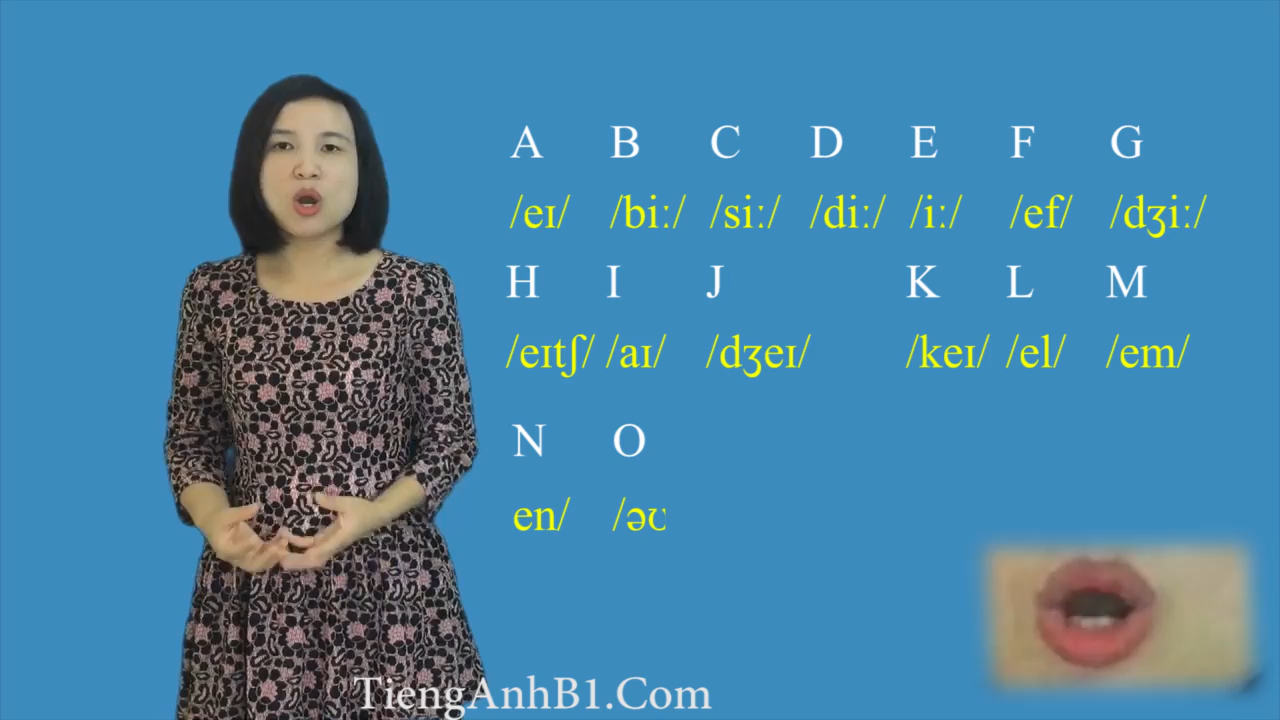 A B C D E F G
/eɪ/ /biː/ /siː/ /diː/ /iː/ /ef/ /dʒiː/
H I J K L M
/eɪtʃ/ /aɪ/ /dʒeɪ/ /keɪ/ /el/ /em/
N O
en/ /əʊ
TiengAnhB1.Com